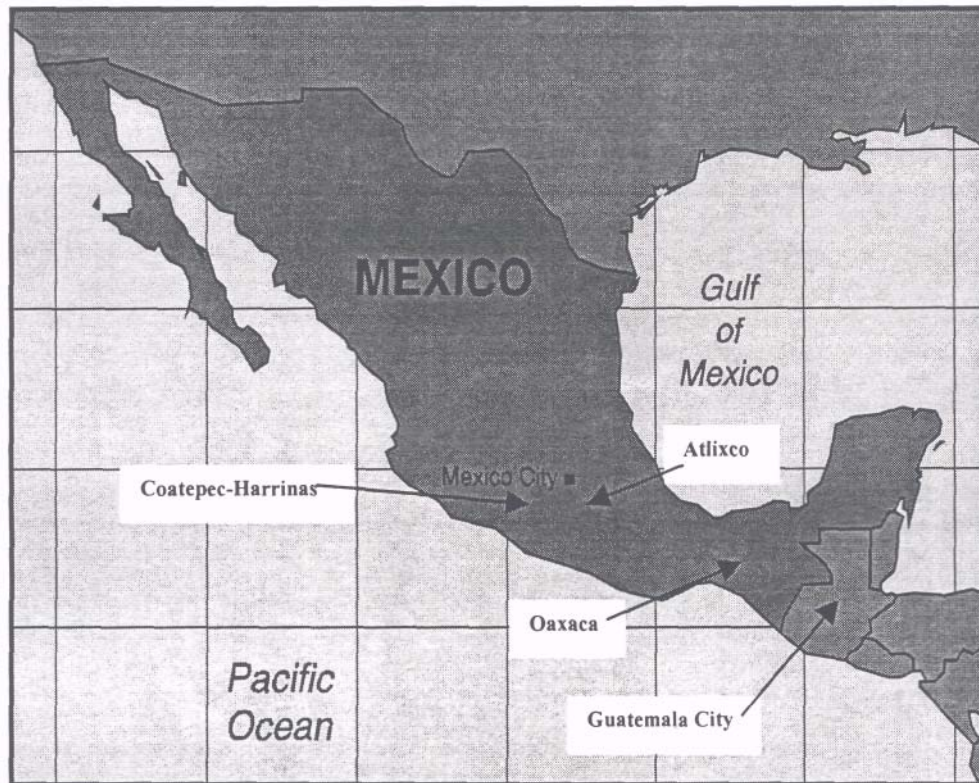 MEXICO
Gulf
of
Mexico
Atlixco
Mexico City
Coatepec-Harrinas
Oaxaca
Pacific
Ocean
Guatemala City